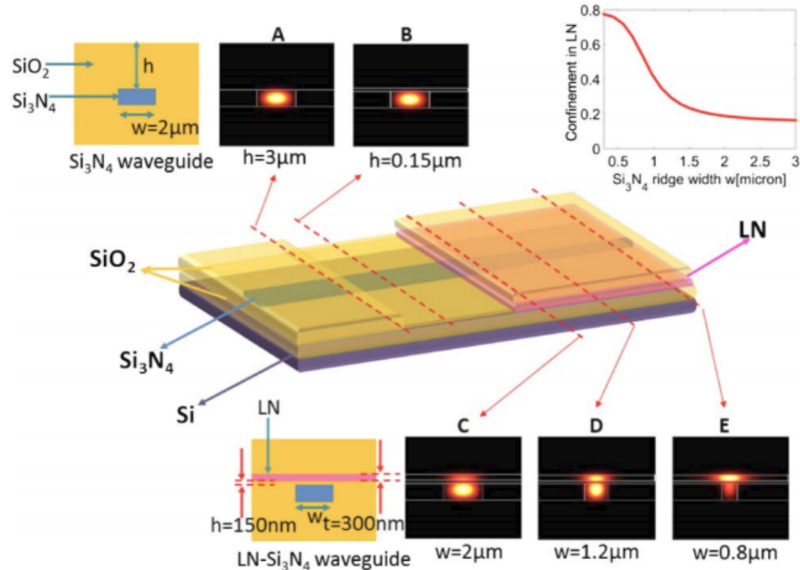 A
B
SiO2
h
Si3N4
w=2μm
Si3N4 waveguide
h=3μm
h=0.15μm
Confinement in LN
0.8
0.6
0.4
0.2
0
0.5
1
1.5
2
2.5
3
Si3N4 ridge width w[micron]
LN
SiO2
Si3N4
Si
LN
C
D
E
h=150nm
w
t=300nm
LN-Si3N4 waveguide
w=2μm
w=1.2μm
w=0.8μm